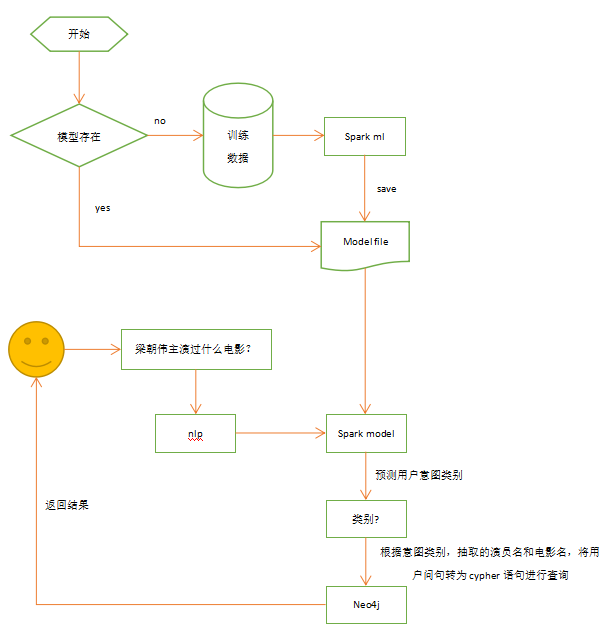 开始
模型存在
no
训练
数据
Spark ml
save
yes
Model file
梁朝伟主演过什么电影？
nlp
Spark model
预测用户意图类别
返回结果
类别?
根据意图类别，抽取的演员名和电影名，将用
户问句转为 cypher 语句进行查询
Neo4j